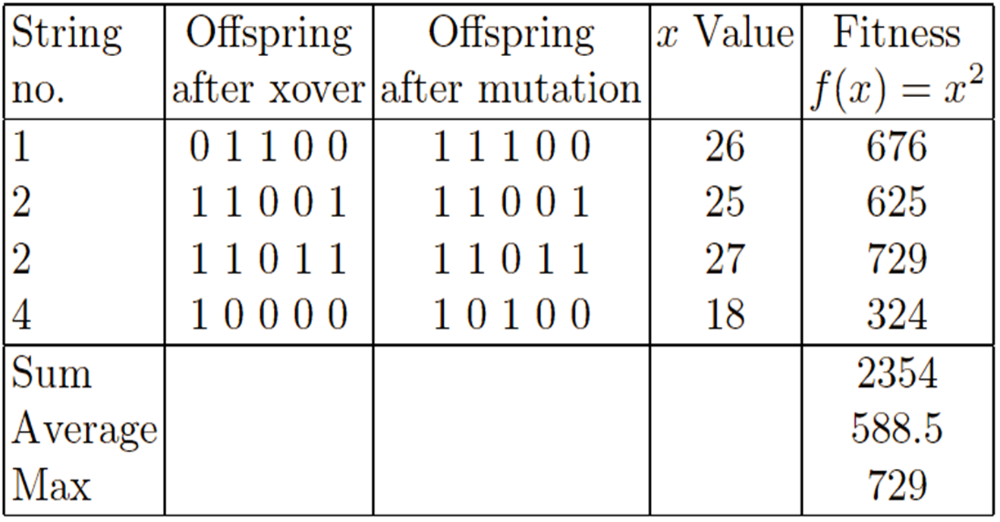 String Offspring Offspring x Value Fitness
no. after xover after mutation f(x) = x²
1 0 1 1 0 0 1 1 1 0 0 26 676
2 1 1 0 0 1 1 1 0 0 1 25 625
2 1 1 0 1 1 1 1 0 1 1 27 729
4 1 0 0 0 0 1 0 1 0 0 18 324
Sum 2354
Average 588.5
Max 729